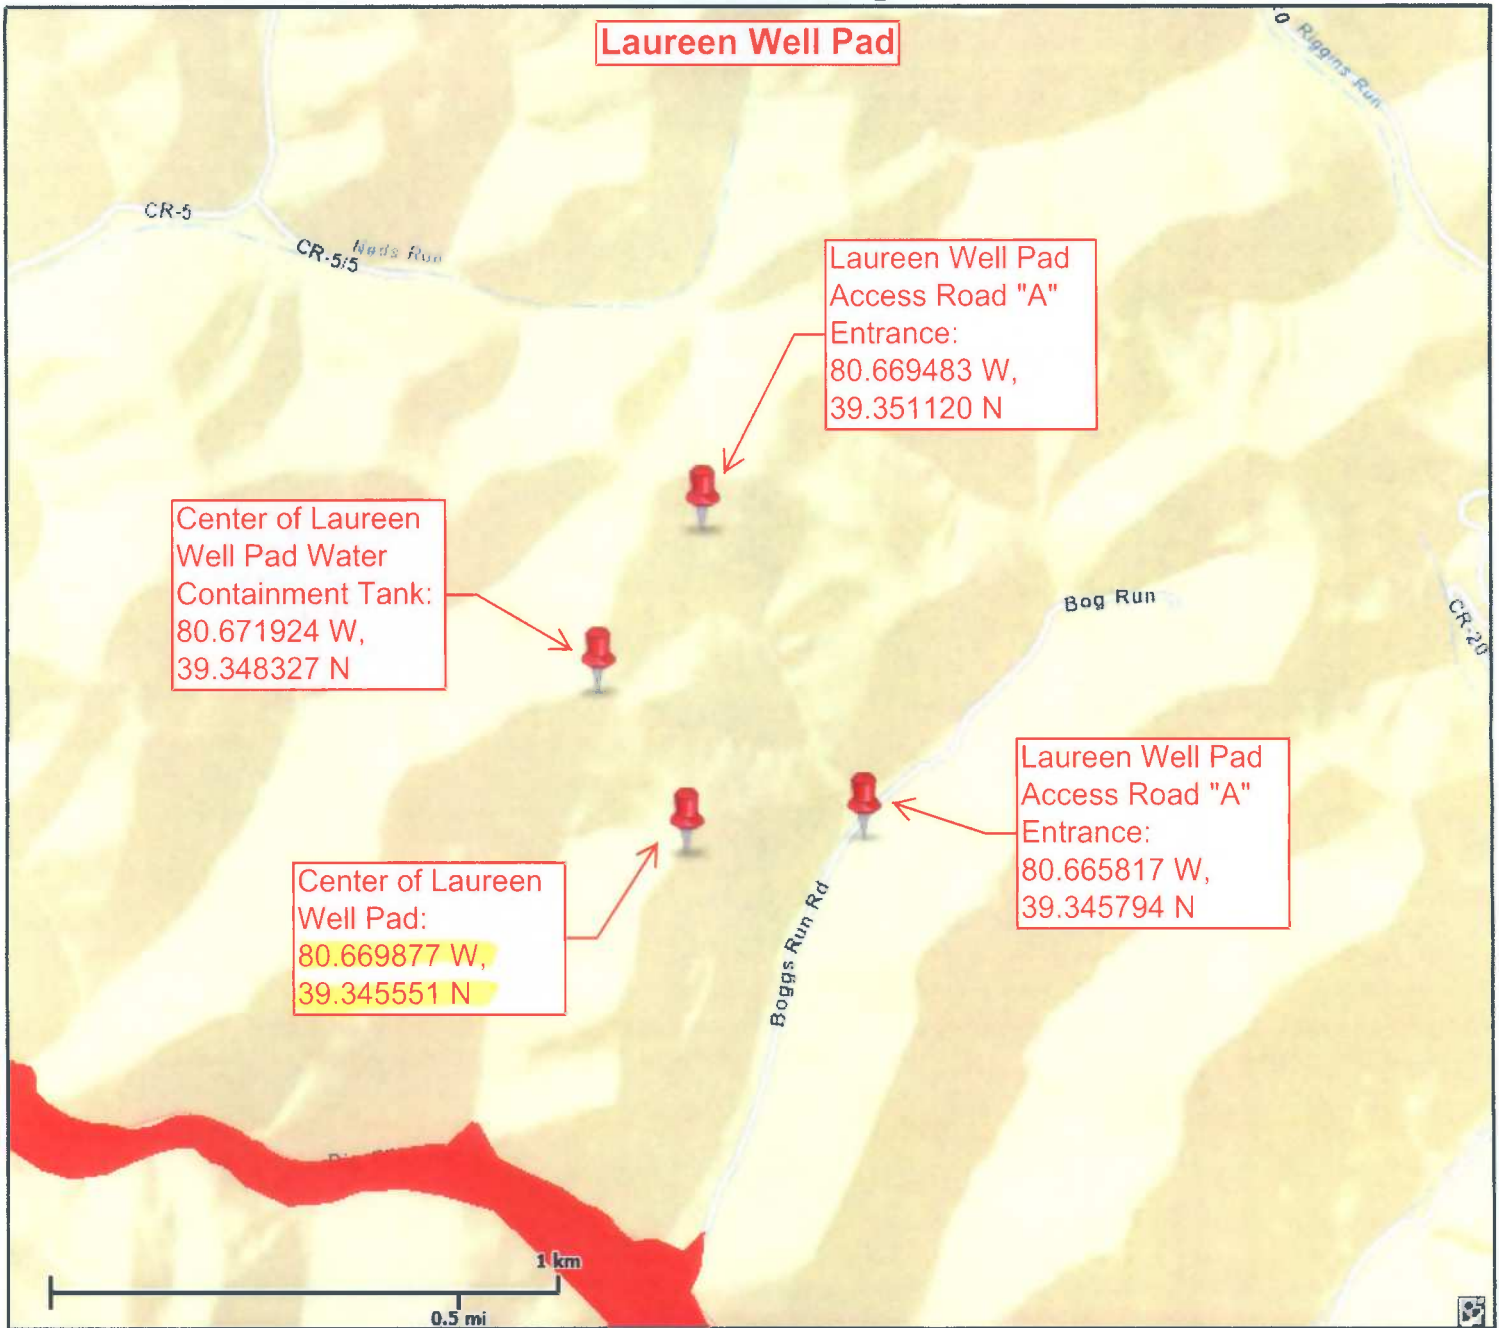 Laureen Well Pad
Riggins Run
CR-5
CR-5/5
Neds Run
Laureen Well Pad
Access Road "A"
Entrance:
80.669483 W,
39.351120 N
Center of Laureen
Well Pad Water
Containment Tank:
80.671924 W,
39.348327 N
Bog Run
CR-20
Laureen Well Pad
Access Road "A"
Entrance:
80.665817 W,
39.345794 N
Center of Laureen
Well Pad:
80.669877 W,
39.345551 N
Boggs Run Rd
1 km
0.5 mi